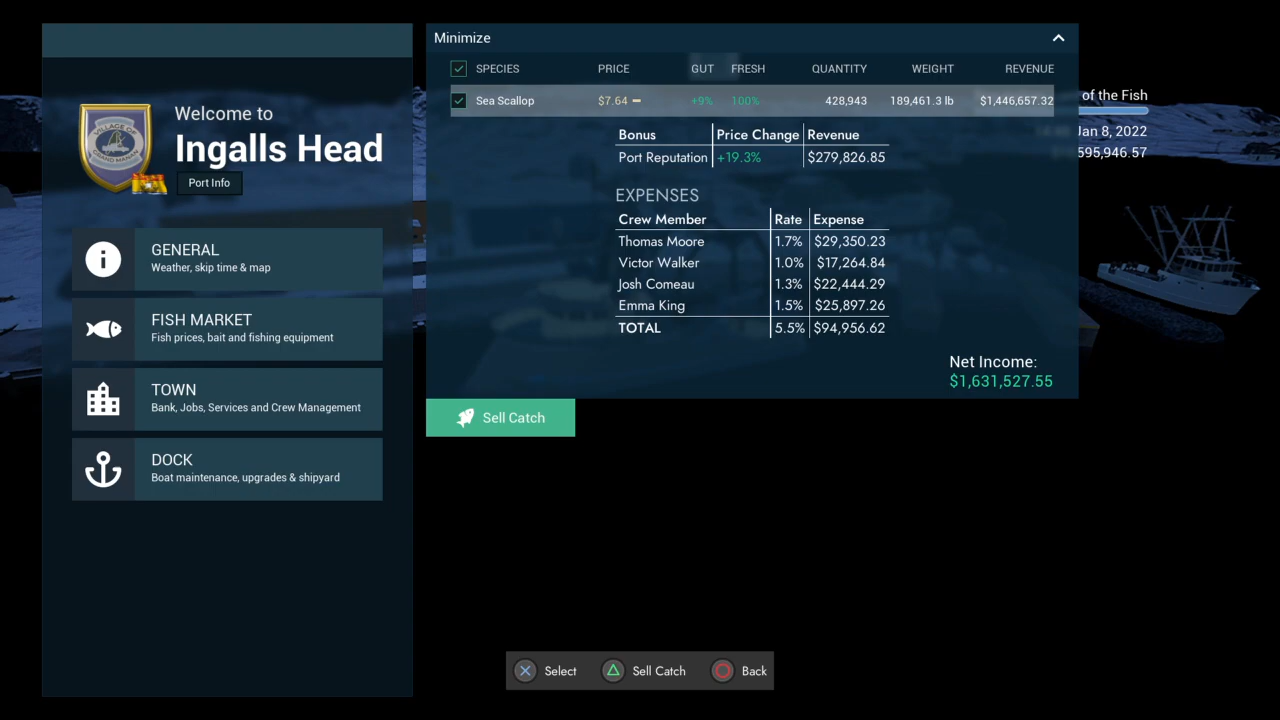 Welcome to
Ingalls Head
Port Info
VILLAGE OF
GRAND MANAN
GENERAL
Weather, skip time & map
FISH MARKET
Fish prices, bait and fishing equipment
TOWN
Bank, Jobs, Services and Crew Management
DOCK
Boat maintenance, upgrades & shipyard
Minimize
SPECIES PRICE GUT FRESH QUANTITY WEIGHT REVENUE
Sea Scallop $7.64 +9% 100% 428,943 189,461.3 lb $1,446,657.32
Bonus Price Change Revenue
Port Reputation +19.3% $279,826.85
EXPENSES
Crew Member Rate Expense
Thomas Moore 1.7% $29,350.23
Victor Walker 1.0% $17,264.84
Josh Comeau 1.3% $22,444.29
Emma King 1.5% $25,897.26
TOTAL 5.5% $94,956.62
Net Income:
$1,631,527.55
Sell Catch
of the Fish
Jan 8, 2022
595,946.57
Select Sell Catch Back